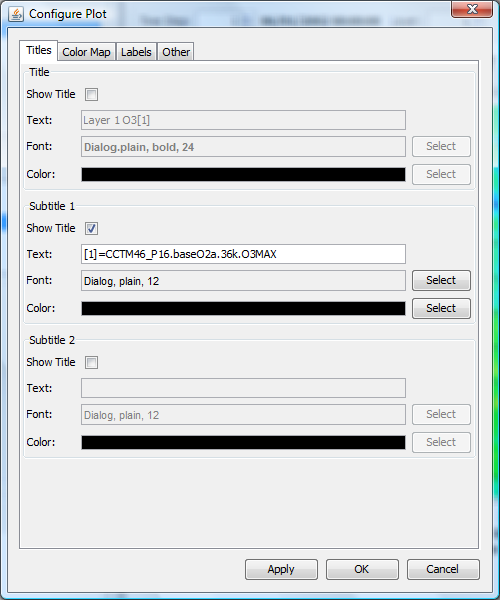 Configure Plot
Titles Color Map Labels Other
Title
Show Title
Text: Layer 1 O3[1]
Font: Dialog.plain, bold, 24 Select
Color: Select
Subtitle 1
Show Title
Text: [1]=CCTM46_P16.baseO2a.36k.O3MAX
Font: Dialog, plain, 12 Select
Color: Select
Subtitle 2
Show Title
Text:
Font: Dialog, plain, 12 Select
Color: Select
Apply OK Cancel